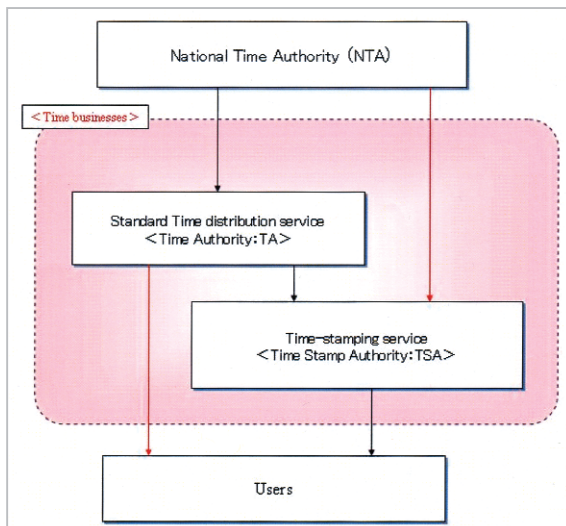 National Time Authority (NTA)
<Time businesses>
Standard Time distribution service
<Time Authority:TA>
Time-stamping service
<Time Stamp Authority:TSA>
Users